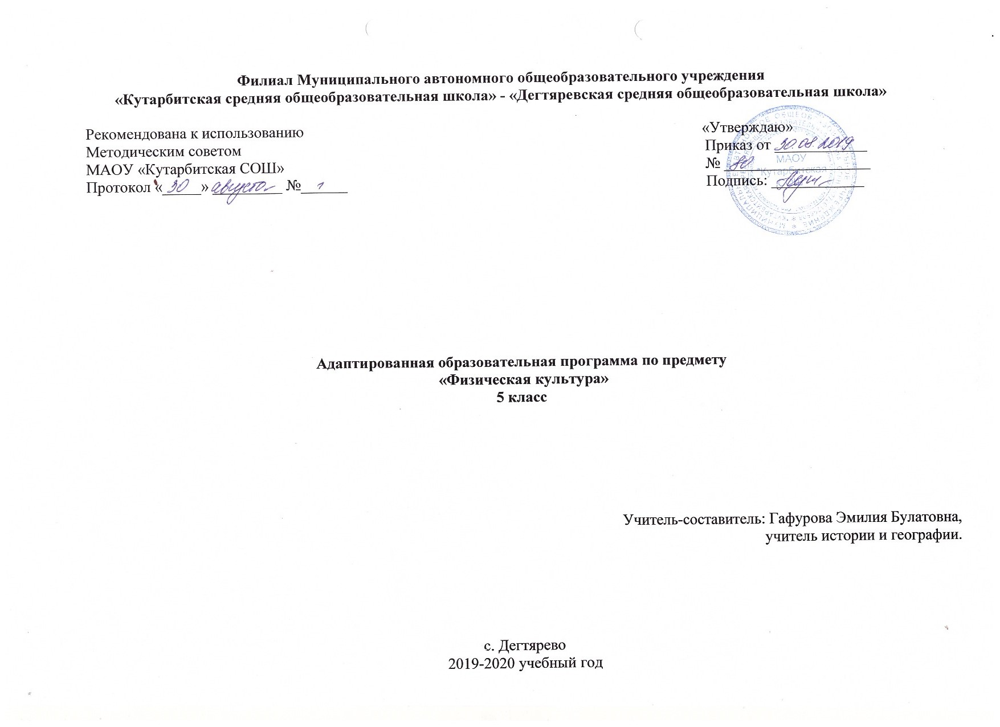 Филиал Муниципального автономного общеобразовательного учреждения
«Кутарбитская средняя общеобразовательная школа» - «Дегтяревская средняя общеобразовательная школа»
Рекомендована к использованию
Методическим советом
МАОУ «Кутарбитская СОШ»
Протокол «30» августа № 1
«Утверждаю»
Приказ от 30.08.2019
№ 80
Подпись:
МАОУ
"Кутарбитская
Адаптированная образовательная программа по предмету
«Физическая культура»
5 класс
Учитель-составитель: Гафурова Эмилия Булатовна,
учитель истории и географии.
с. Дегтярево
2019-2020 учебный год